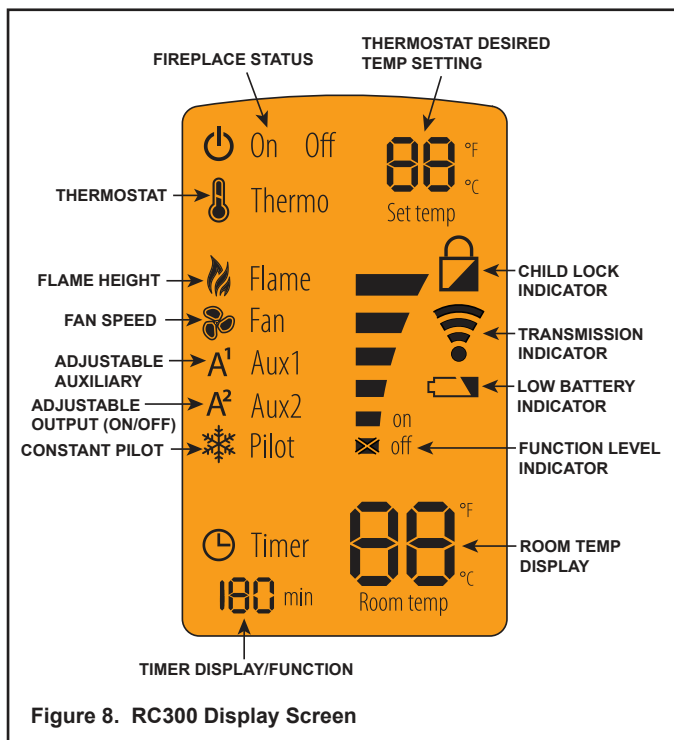 FIREPLACE STATUS
THERMOSTAT DESIRED
TEMP SETTING
On Off
88 °F
°C
Set temp
THERMOSTAT
Thermo
FLAME HEIGHT
Flame
CHILD LOCK
INDICATOR
FAN SPEED
Fan
TRANSMISSION
INDICATOR
ADJUSTABLE
AUXILIARY
A¹ Aux1
LOW BATTERY
INDICATOR
ADJUSTABLE
OUTPUT (ON/OFF)
A² Aux2
on
CONSTANT PILOT
Pilot
off
FUNCTION LEVEL
INDICATOR
Timer
180 min
88 °F
°C
Room temp
ROOM TEMP
DISPLAY
TIMER DISPLAY/FUNCTION
Figure 8. RC300 Display Screen